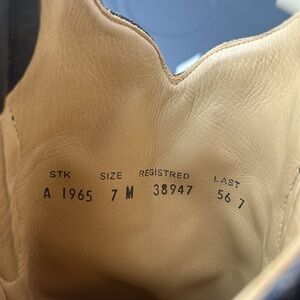 STK SIZE REGISTRED LAST
A 1965 7 M 38947 56 7